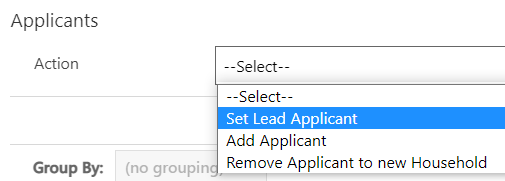 Applicants
Action
--Select--
--Select--
Set Lead Applicant
Add Applicant
Remove Applicant to new Household
Group By:
(no grouping)